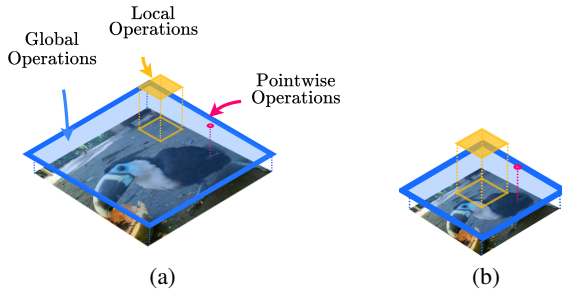 Local
Operations
Global
Operations
Pointwise
Operations
(a)
(b)